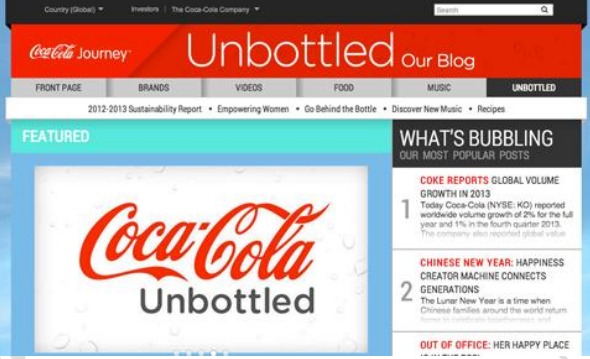 Country (Global) Investors | The Coca-Cola Company Search
Coca-Cola Journey Unbottled Our Blog
FRONT PAGE BRANDS VIDEOS FOOD MUSIC UNBOTTLED
2012-2013 Sustainability Report • Empowering Women • Go Behind the Bottle • Discover New Music • Recipes
FEATURED
Coca-Cola
Unbottled
WHAT'S BUBBLING
OUR MOST POPULAR POSTS
1
COKE REPORTS GLOBAL VOLUME
GROWTH IN 2013
Today Coca-Cola (NYSE: KO) reported
worldwide volume growth of 2% for the full
year and 1% in the fourth quarter 2013.
The company also reported global value
2
CHINESE NEW YEAR: HAPPINESS
CREATOR MACHINE CONNECTS
GENERATIONS
The Lunar New Year is a time when
Chinese families around the world return
home to celebrate togetherness and
OUT OF OFFICE: HER HAPPY PLACE